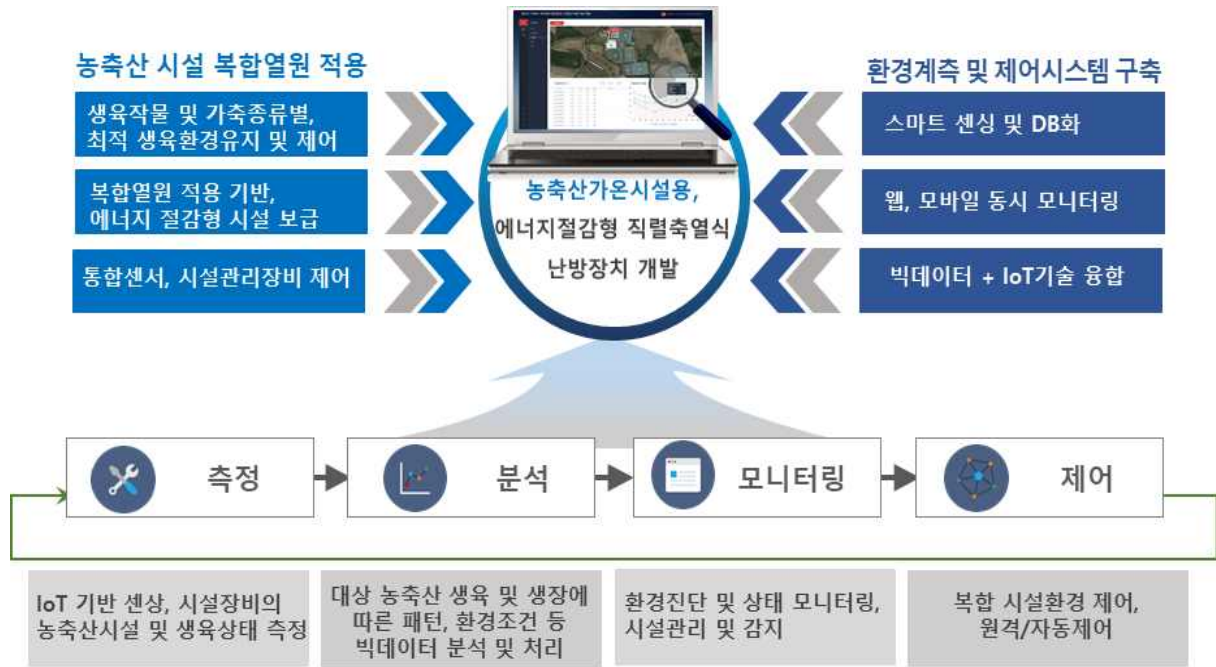 농축산 시설 복합열원 적용
생육작물 및 가축종류별,
최적 생육환경유지 및 제어
복합열원 적용 기반,
에너지 절감형 시설 보급
통합센서, 시설관리장비 제어
농축산가온시설용,
에너지절감형 직렬축열식
난방장치 개발
환경계측 및 제어시스템 구축
스마트 센싱 및 DB화
웹, 모바일 동시 모니터링
빅데이터 + IoT기술 융합
측정
분석
모니터링
제어
IoT 기반 센상, 시설장비의
농축산시설 및 생육상태 측정
대상 농축산 생육 및 생장에
따른 패턴, 환경조건 등
빅데이터 분석 및 처리
환경진단 및 상태 모니터링,
시설관리 및 감지
복합 시설환경 제어,
원격/자동제어